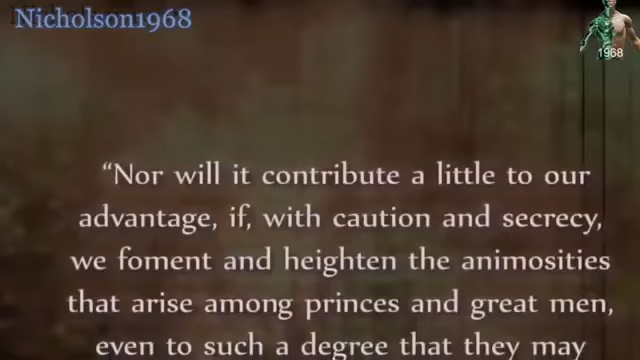 Nicholson1968
1968
“Nor will it contribute a little to our
advantage, if, with caution and secrecy,
we foment and heighten the animosities
that arise among princes and great men,
even to such a degree that they may